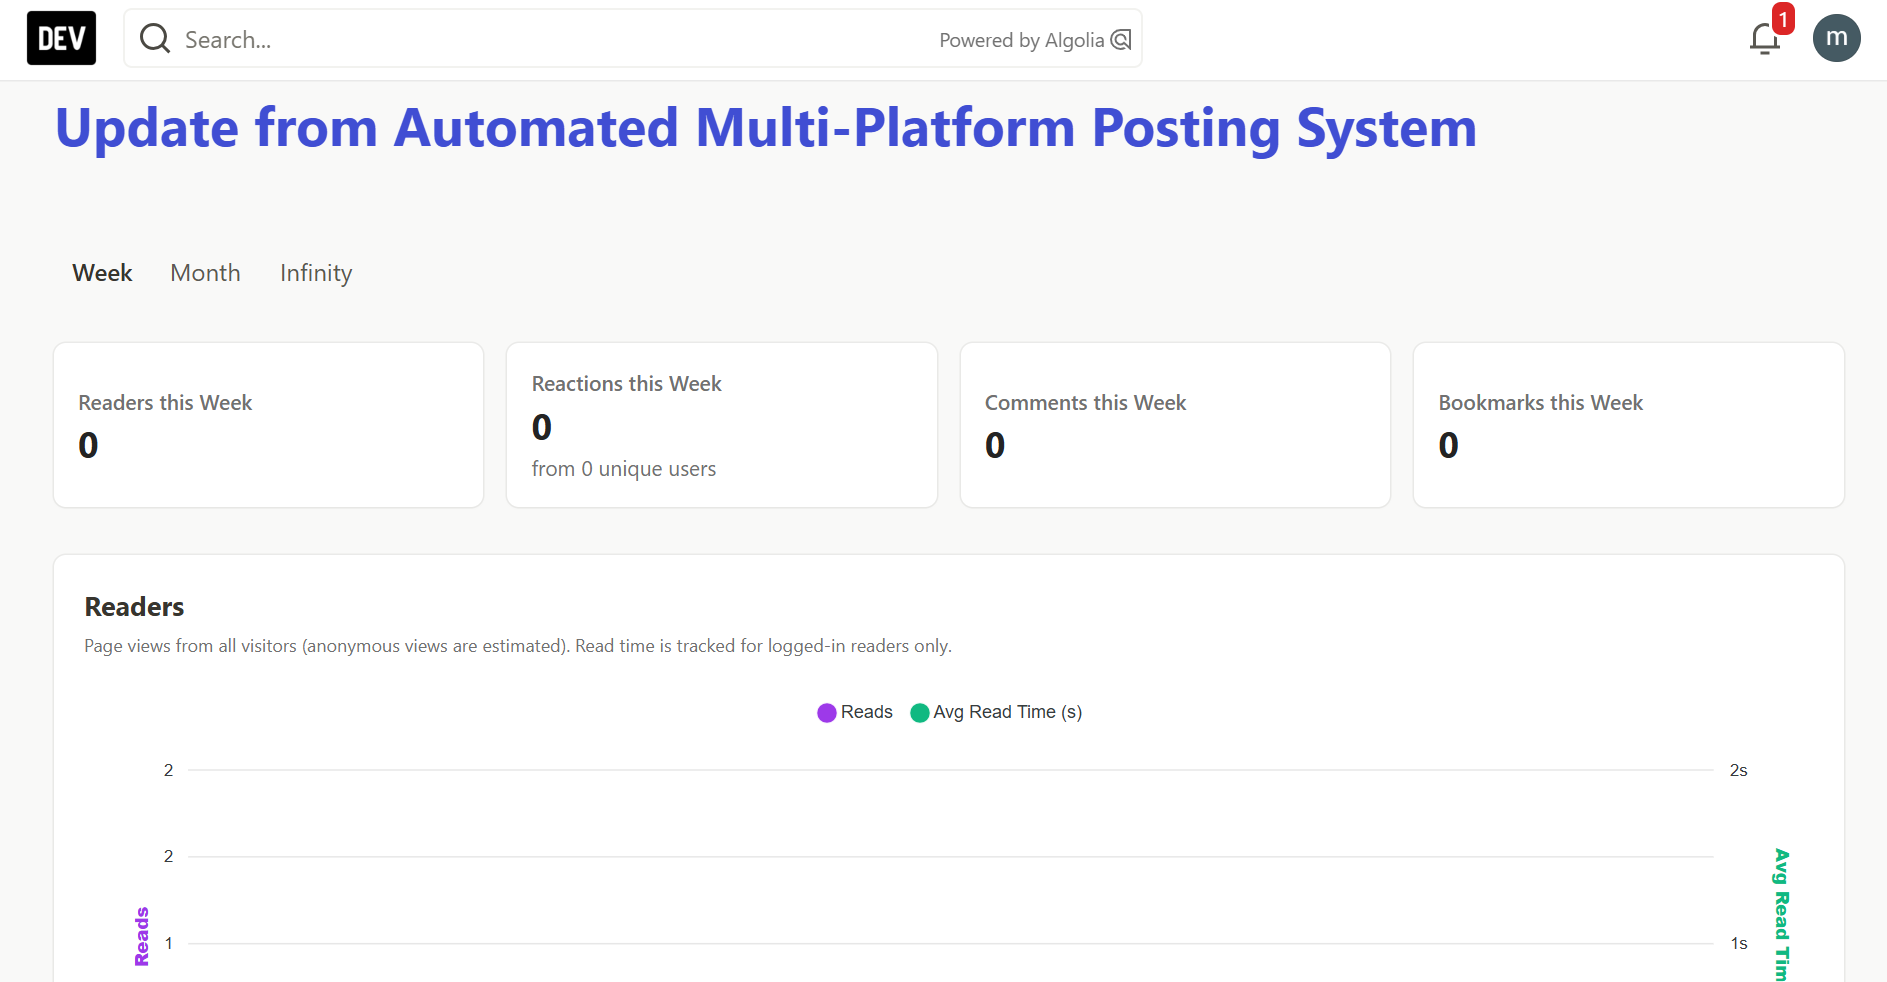 DEV
Search...
Powered by Algolia
1
m
Update from Automated Multi-Platform Posting System
Week Month Infinity
Readers this Week
0
Reactions this Week
0
from 0 unique users
Comments this Week
0
Bookmarks this Week
0
Readers
Page views from all visitors (anonymous views are estimated). Read time is tracked for logged-in readers only.
Reads Avg Read Time (s)
2 2s
2
1 1s
Reads
Avg Read Tim